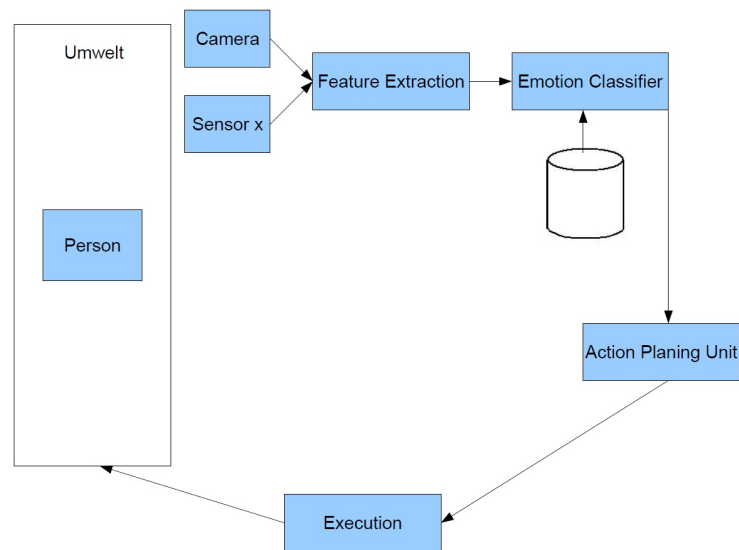 Umwelt
Camera
Feature Extraction
Emotion Classifier
Sensor x
Person
Action Planing Unit
Execution